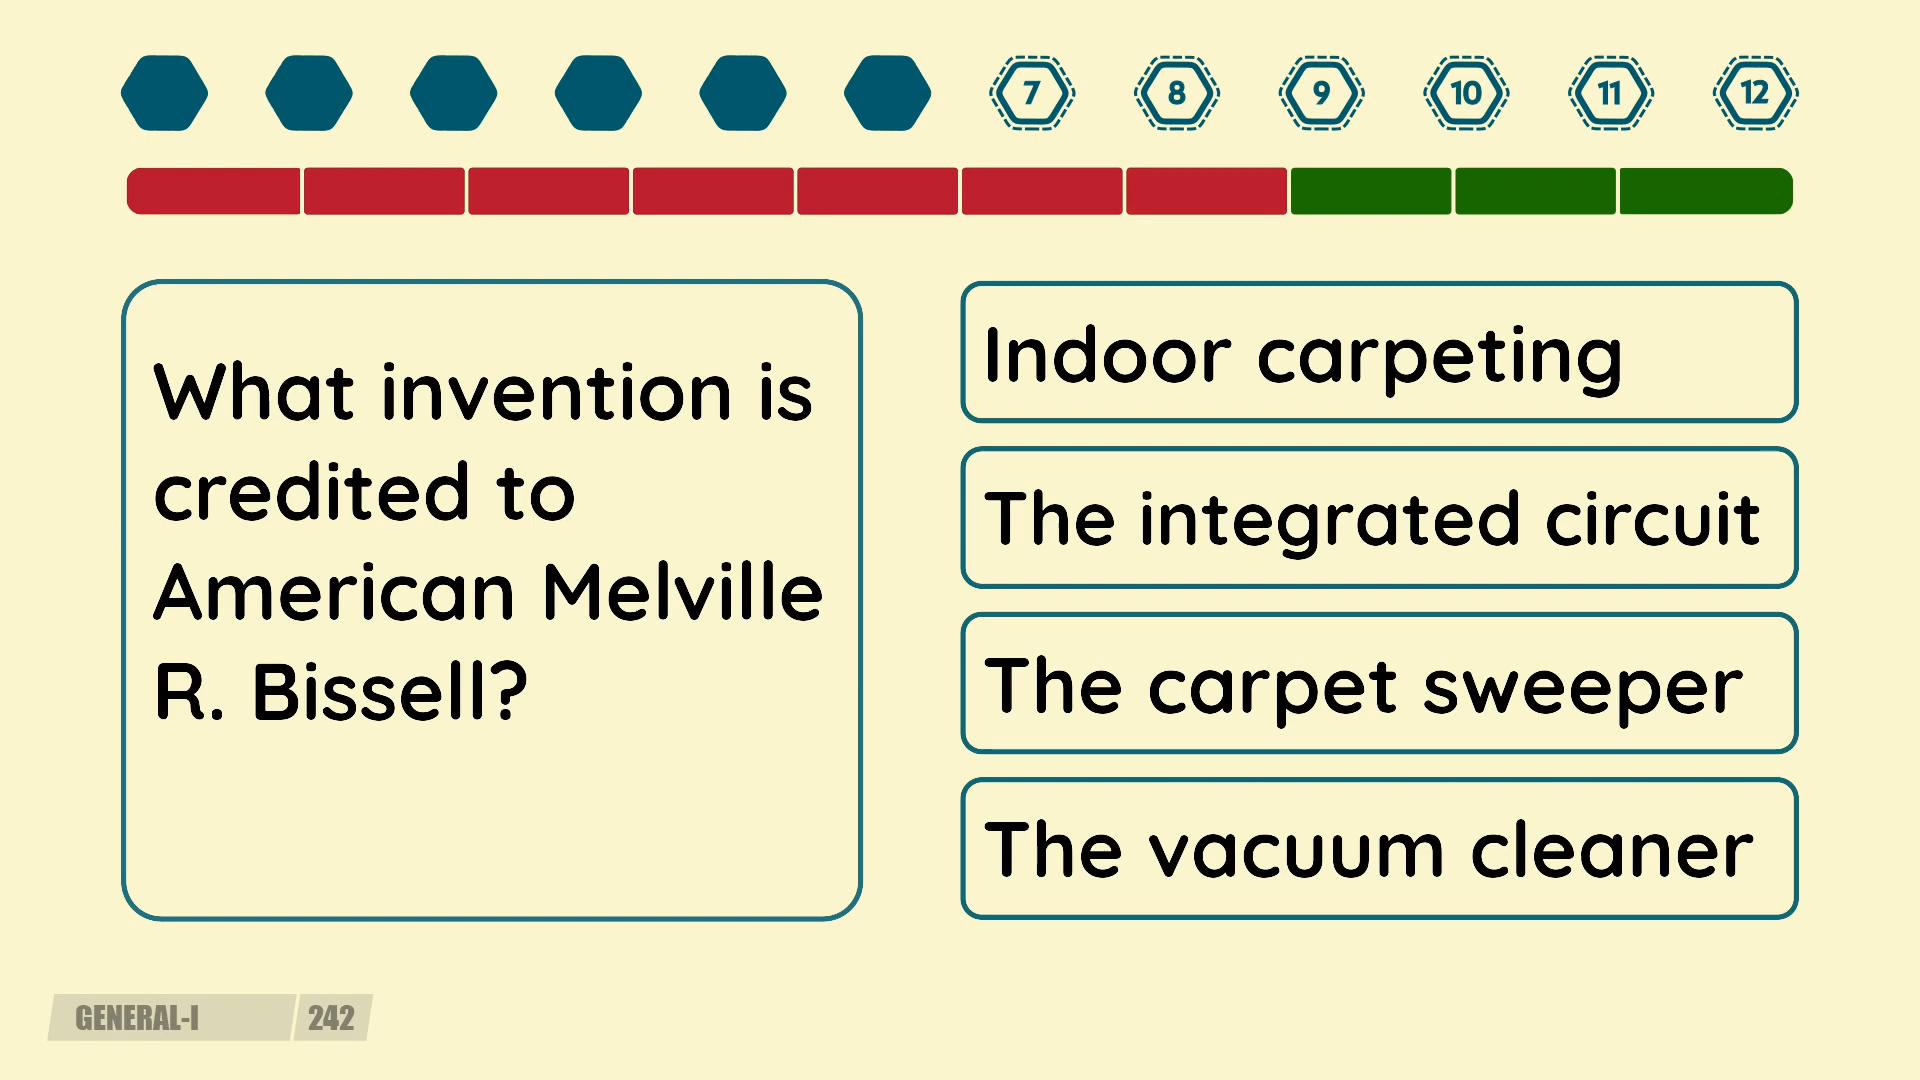 7 8 9 10 11 12
What invention is
credited to
American Melville
R. Bissell?
Indoor carpeting
The integrated circuit
The carpet sweeper
The vacuum cleaner
GENERAL-I 242